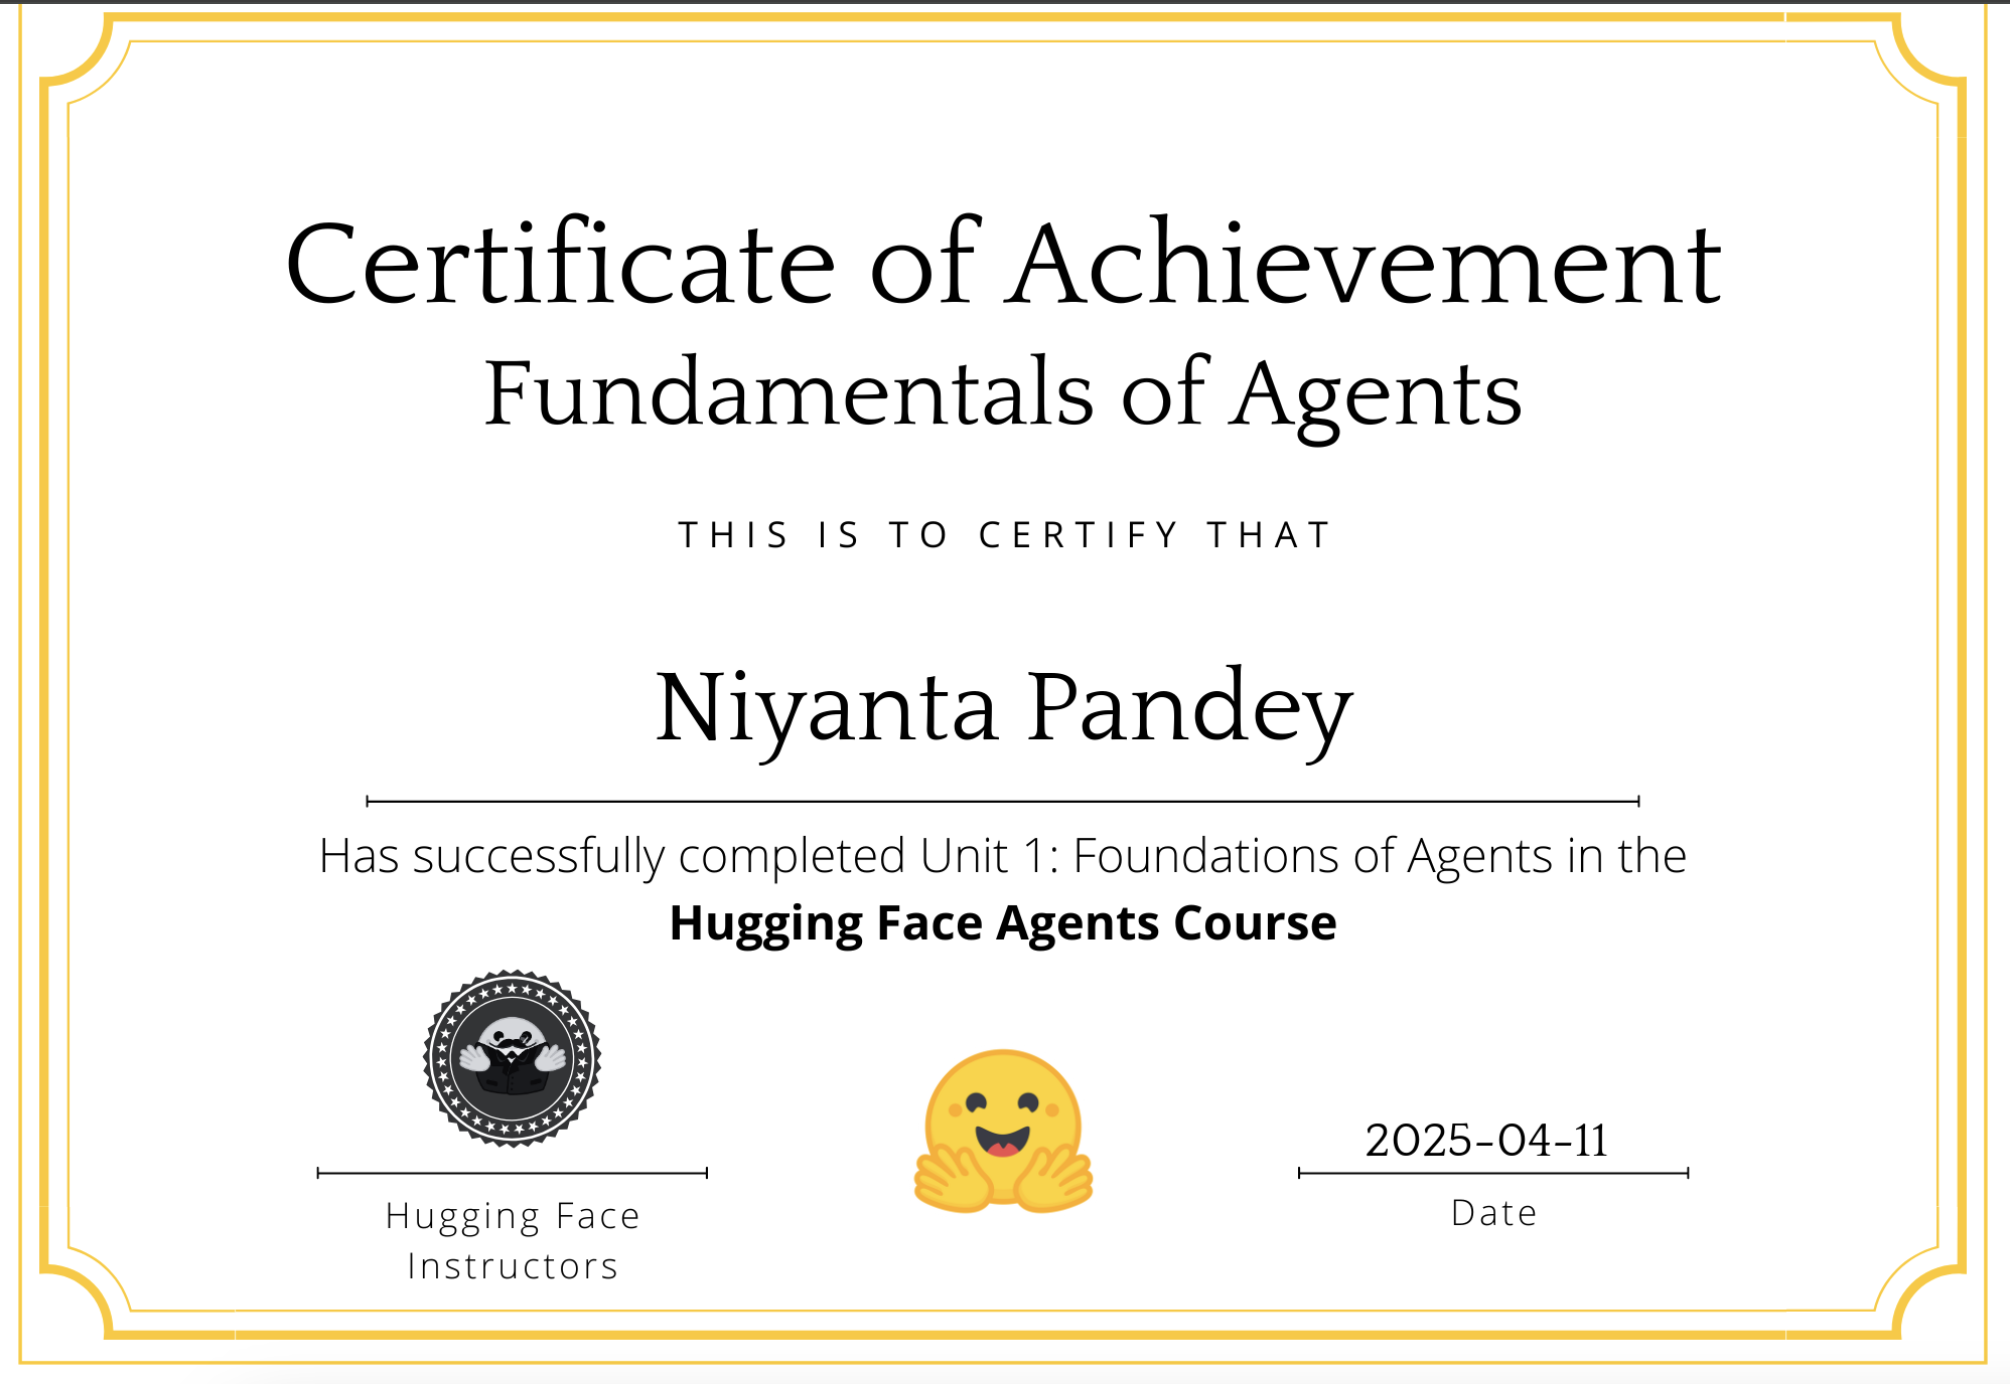 Certificate of Achievement
Fundamentals of Agents
THIS IS TO CERTIFY THAT
Niyanta Pandey
Has successfully completed Unit 1: Foundations of Agents in the
Hugging Face Agents Course
2025-04-11
Hugging Face
Instructors
Date